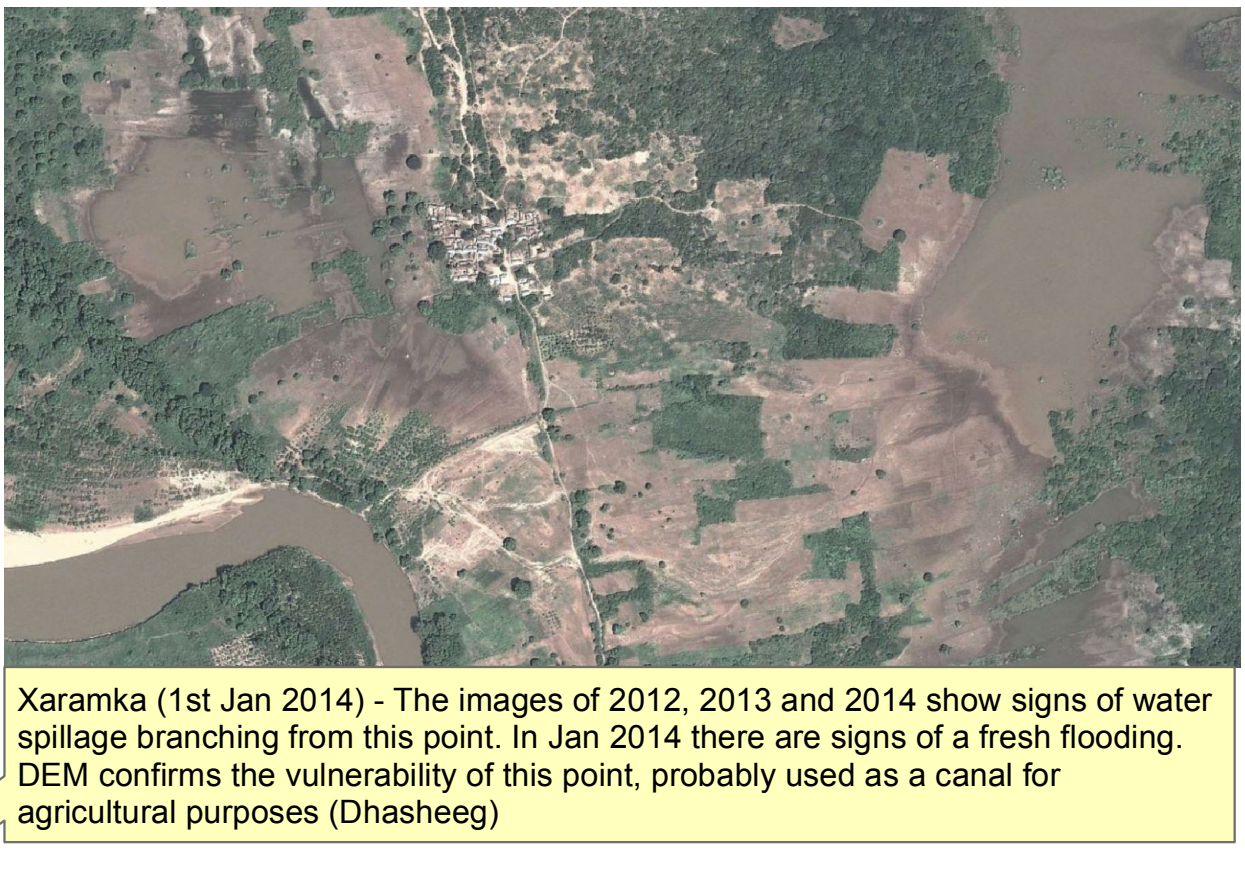 Xaramka (1st Jan 2014) - The images of 2012, 2013 and 2014 show signs of water
spillage branching from this point. In Jan 2014 there are signs of a fresh flooding.
DEM confirms the vulnerability of this point, probably used as a canal for
agricultural purposes (Dhasheeg)